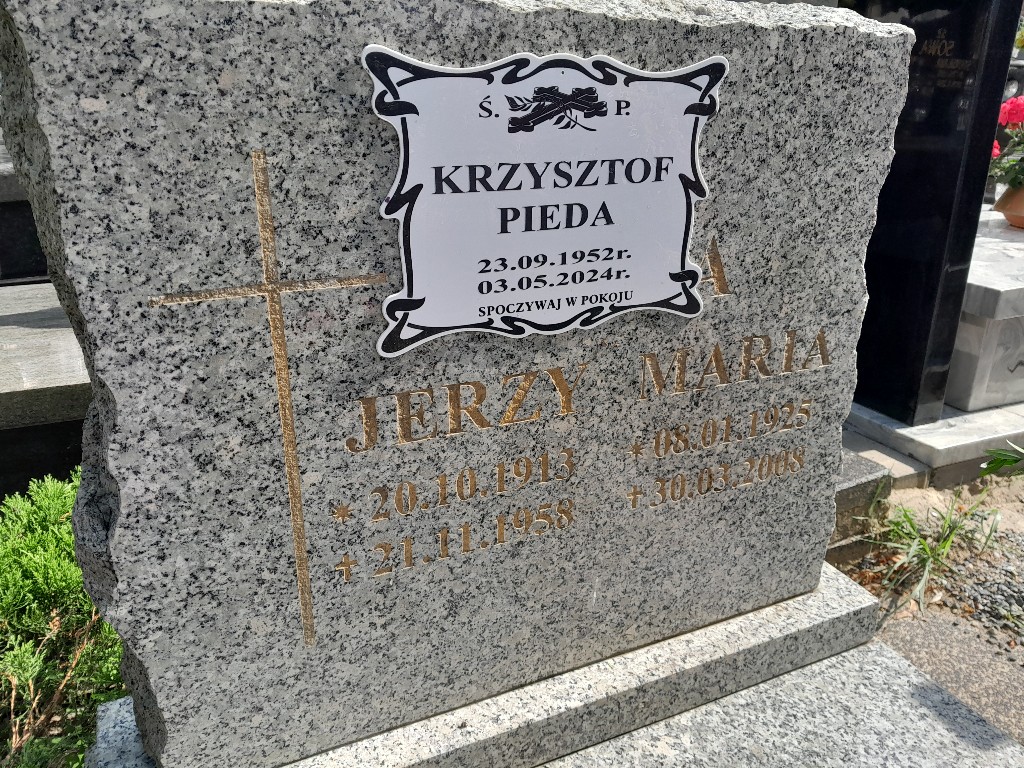 Ś. P.
KRZYSZTOF
PIEDA
23.09.1952r.
03.05.2024r.
SPOCZYWAJ W POKOJU
A
JERZY MARIA
* 20.10.1913 * 08.01.1925
+ 21.11.1958 + 30.03.2008
SOWA